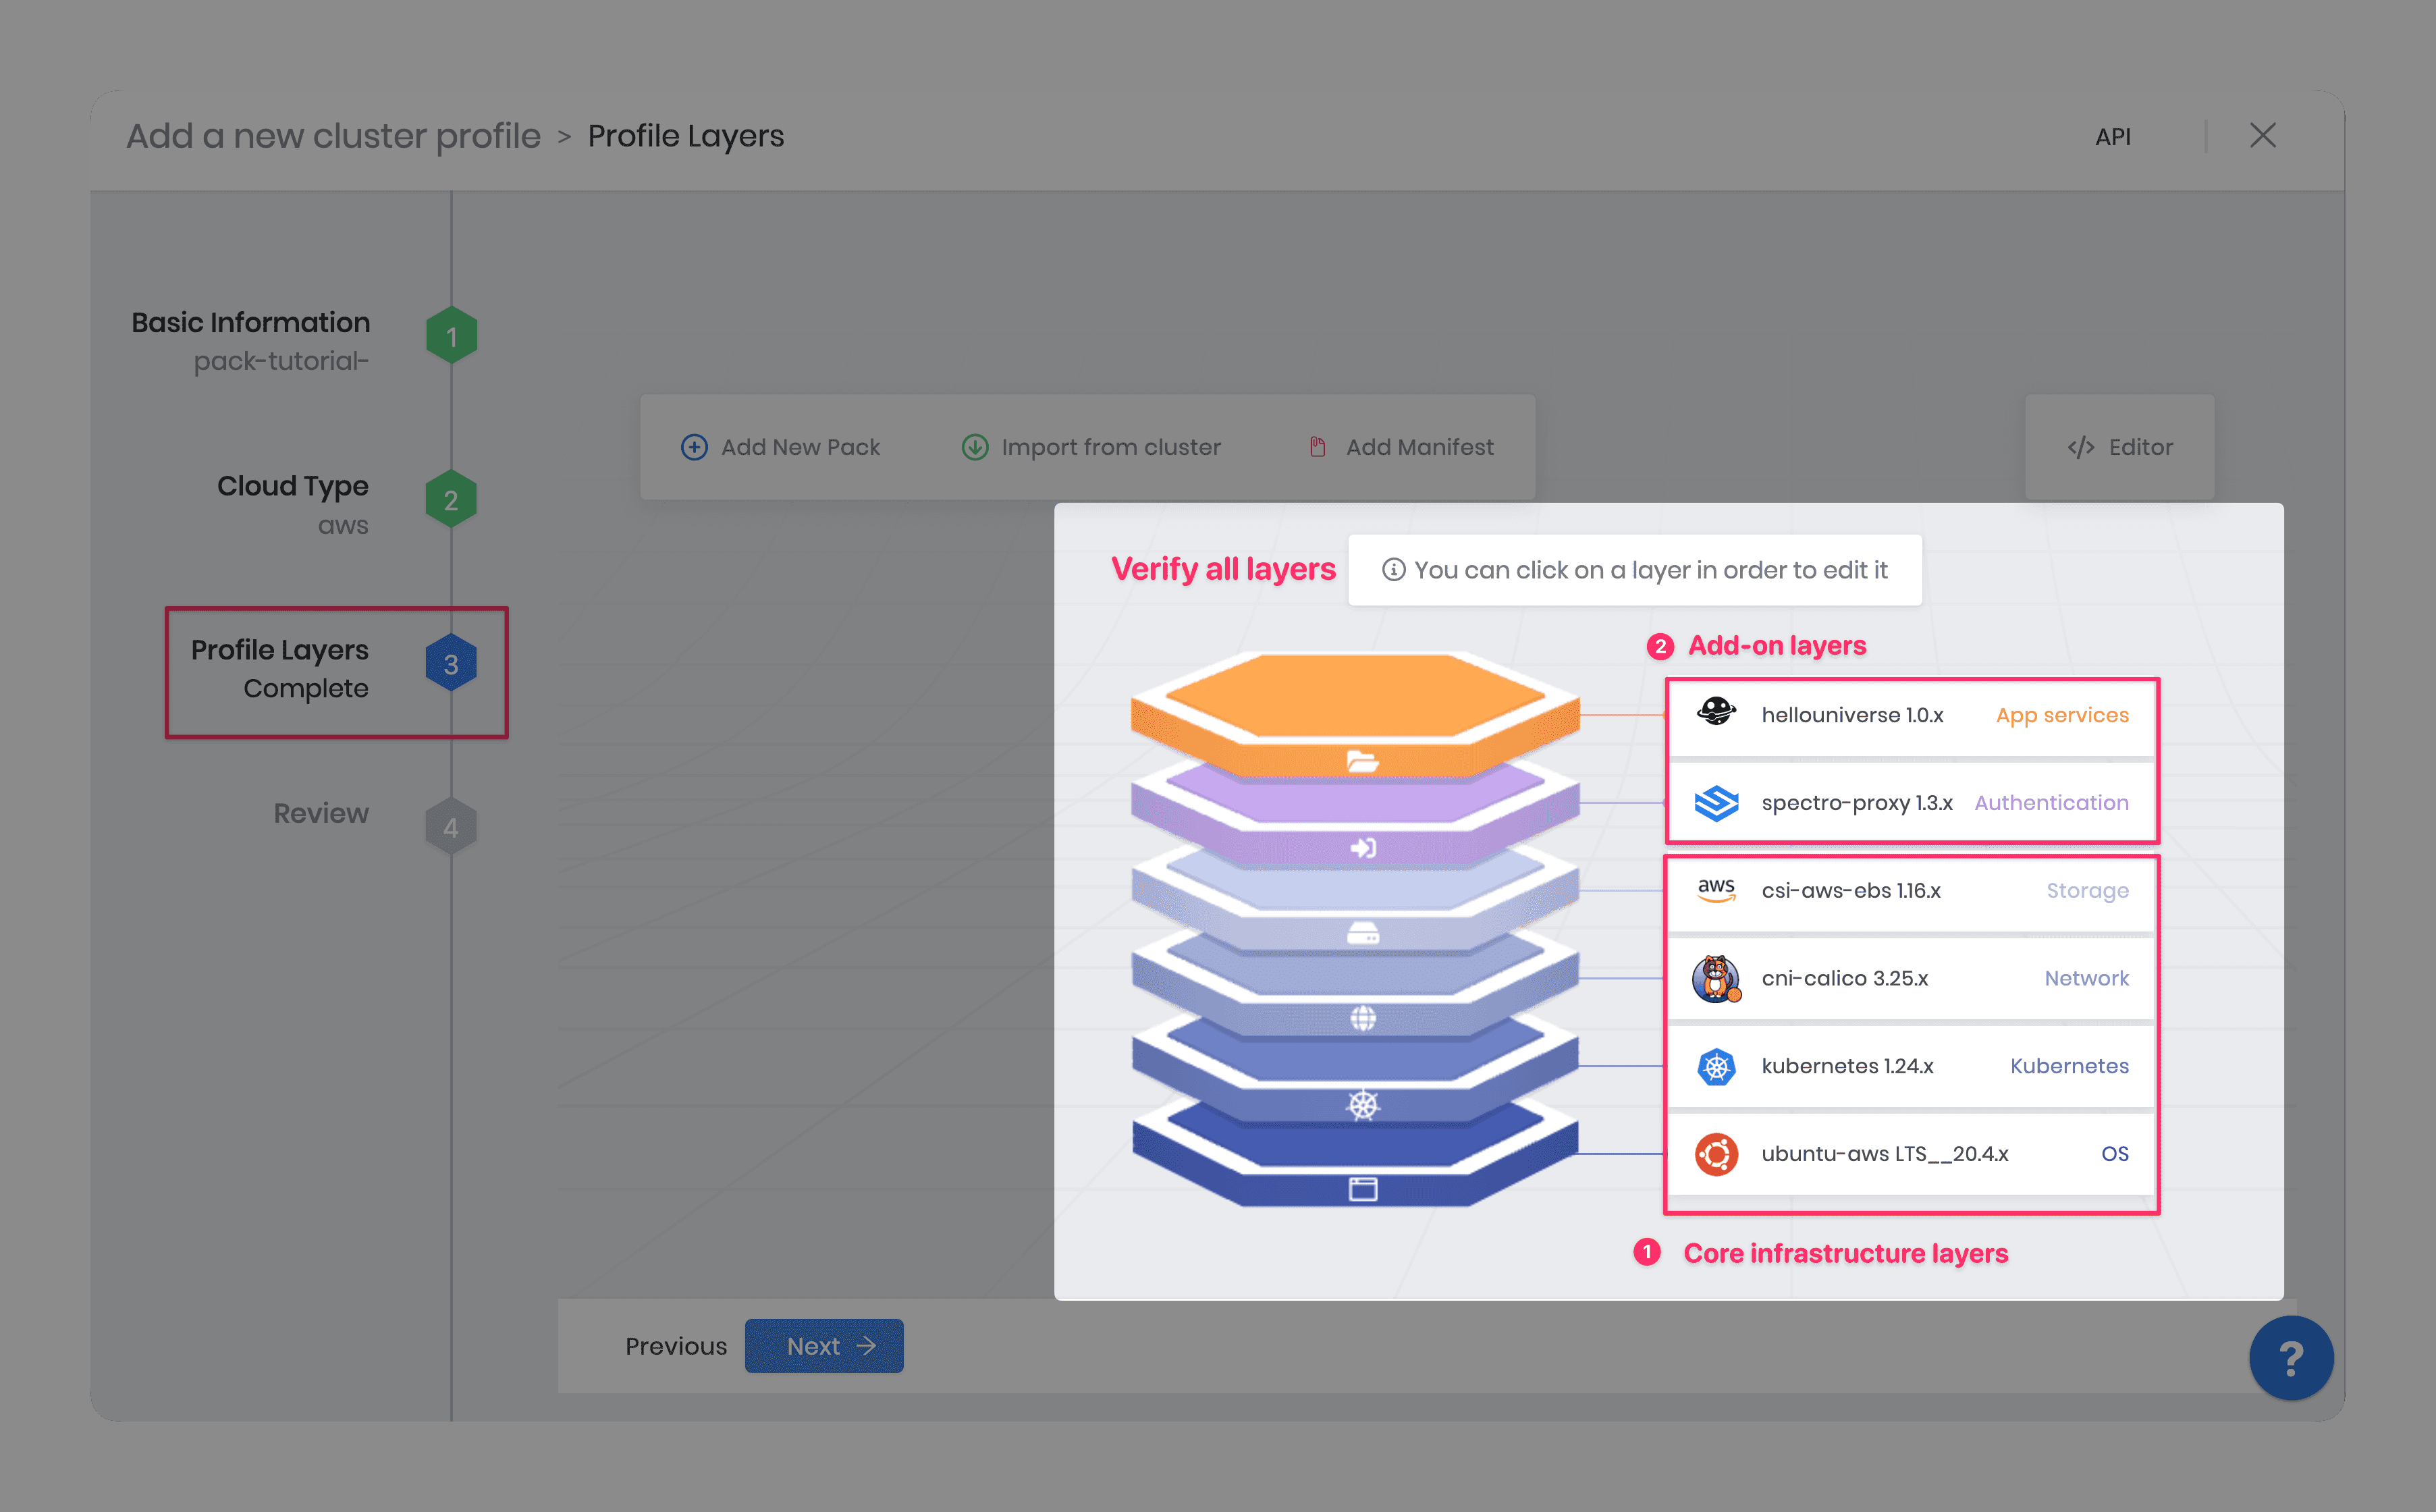 Add a new cluster profile > Profile Layers
API
Basic Information
pack-tutorial-
1
Cloud Type
aws
2
Profile Layers
Complete
3
Review
4
Add New Pack
Import from cluster
Add Manifest
</> Editor
Verify all layers
You can click on a layer in order to edit it
2 Add-on layers
hellouniverse 1.0.x App services
spectro-proxy 1.3.x Authentication
aws csi-aws-ebs 1.16.x Storage
cni-calico 3.25.x Network
kubernetes 1.24.x Kubernetes
ubuntu-aws LTS__20.4.x OS
1 Core infrastructure layers
Previous
Next →
?